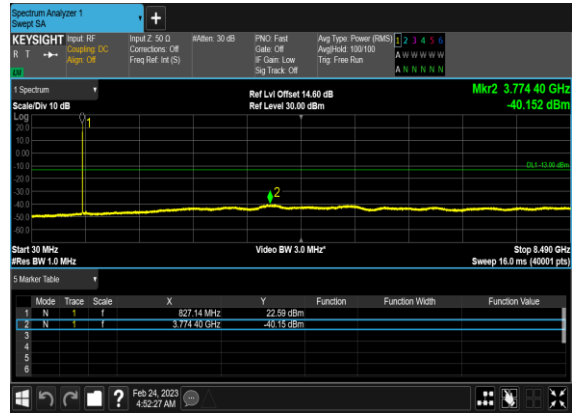 Spectrum Analyzer 1
Swept SA
+
KEYSIGHT Input: RF Input Z: 50 Ω #Atten: 30 dB PNO: Fast Avg Type: Power (RMS) 1 2 3 4 5 6
R T Coupling: DC Corrections: Off Gate: Off Avg|Hold: 100/100 A W W W W W
Align: Off Freq Ref: Int (S) IF Gain: Low Trig: Free Run
Sig Track: Off A N N N N N
1 Spectrum Ref Lvl Offset 14.60 dB Mkr2 3.774 40 GHz
Scale/Div 10 dB Ref Level 30.00 dBm -40.152 dBm
Log
20.0
1
10.0
0.00
-10.0 DL1 -13.00 dBm
-20.0
-30.0
2
-40.0
-50.0
-60.0
Start 30 MHz Video BW 3.0 MHz* Stop 8.490 GHz
#Res BW 1.0 MHz Sweep 16.0 ms (40001 pts)
5 Marker Table
Mode Trace Scale X Y Function Function Width Function Value
1 N 1 f 827.14 MHz 22.59 dBm
2 N 1 f 3.774 40 GHz -40.15 dBm
3
4
5
6
? Feb 24, 2023
4:52:27 AM